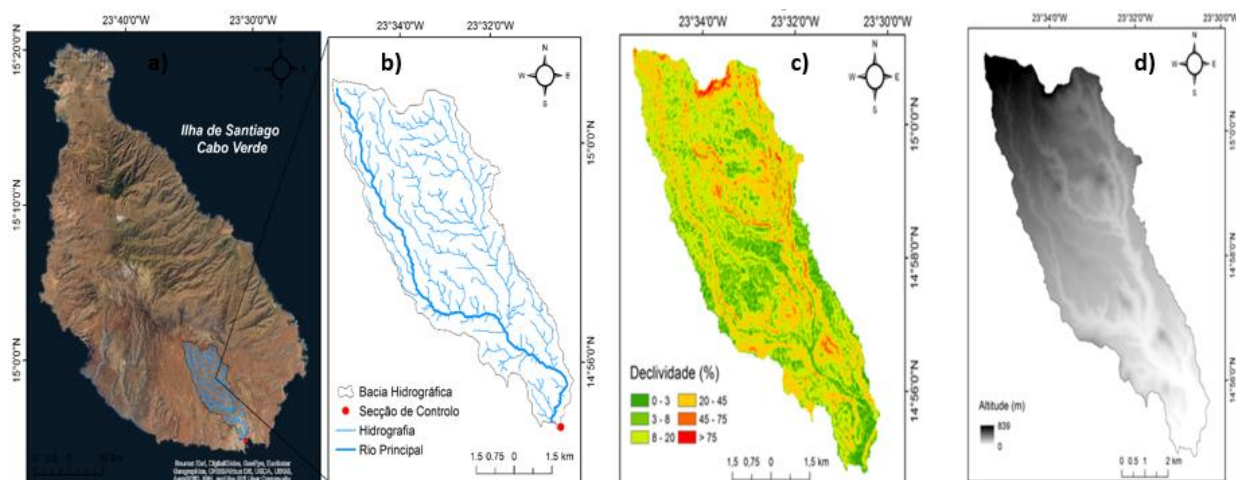 23°40'0"W 23°30'0"W
15°20'0"N
15°10'0"N
15°0'0"N
a)
N
Ilha de Santiago
Cabo Verde
23°34'0"W 23°32'0"W
b)
N
W E
S
15°0'0"N
14°58'0"N
14°56'0"N
Bacia Hidrográfica
Secção de Controlo
Hidrografia
Rio Principal
1,5 0,75 0 1,5 km
23°34'0"W 23°32'0"W 23°30'0"W
c)
N
W E
S
15°0'0"N
14°58'0"N
14°56'0"N
Declividade (%)
0 - 3 20 - 45
3 - 8 45 - 75
8 - 20 > 75
1,5 0,75 0 1,5 km
23°34'0"W 23°32'0"W 23°30'0"W
d)
N
W E
S
15°0'0"N
14°58'0"N
14°56'0"N
Altitude (m)
839
0
0 0,5 1 2 km